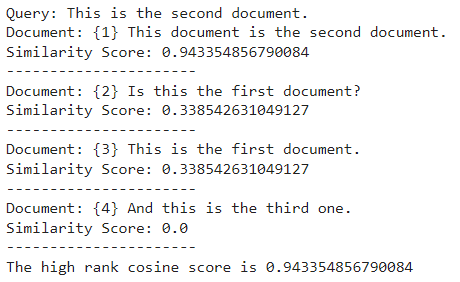 Query: This is the second document.
Document: {1} This document is the second document.
Similarity Score: 0.943354856790084
----------------------
Document: {2} Is this the first document?
Similarity Score: 0.338542631049127
----------------------
Document: {3} This is the first document.
Similarity Score: 0.338542631049127
----------------------
Document: {4} And this is the third one.
Similarity Score: 0.0
----------------------
The high rank cosine score is 0.943354856790084